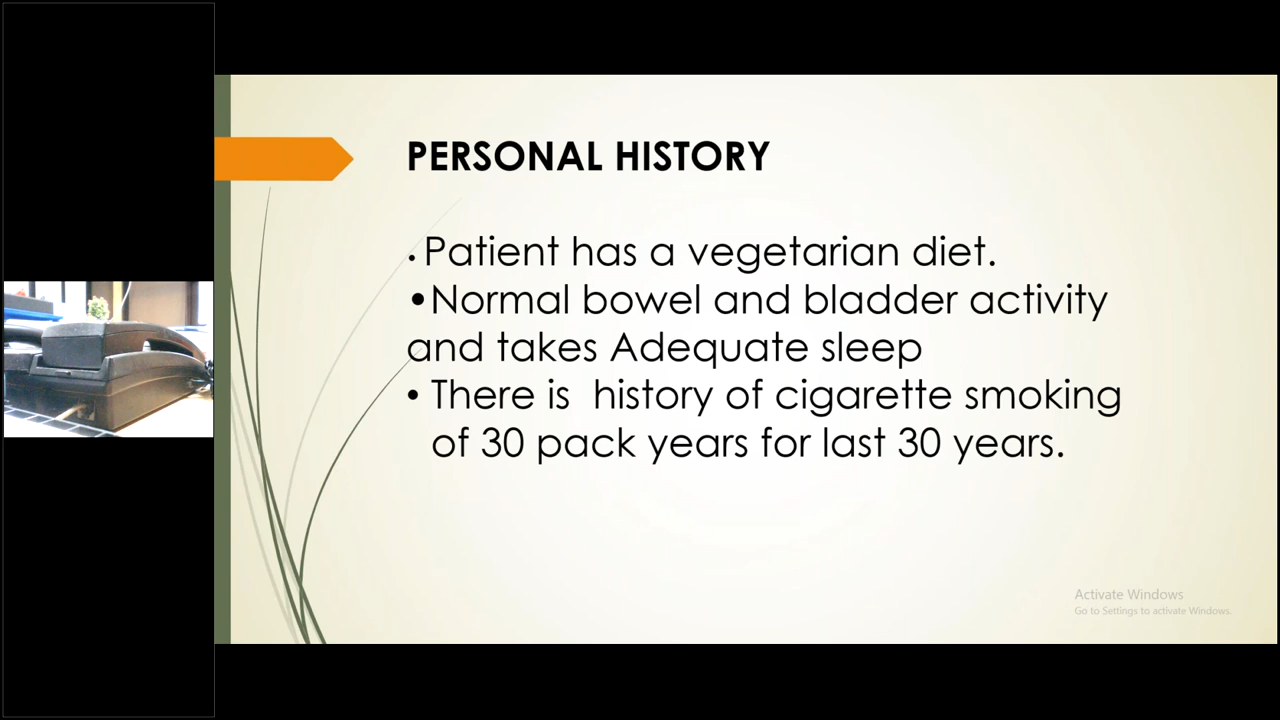 PERSONAL HISTORY
• Patient has a vegetarian diet.
•Normal bowel and bladder activity
and takes Adequate sleep
• There is  history of cigarette smoking
of 30 pack years for last 30 years.
Activate Windows
Go to Settings to activate Windows.